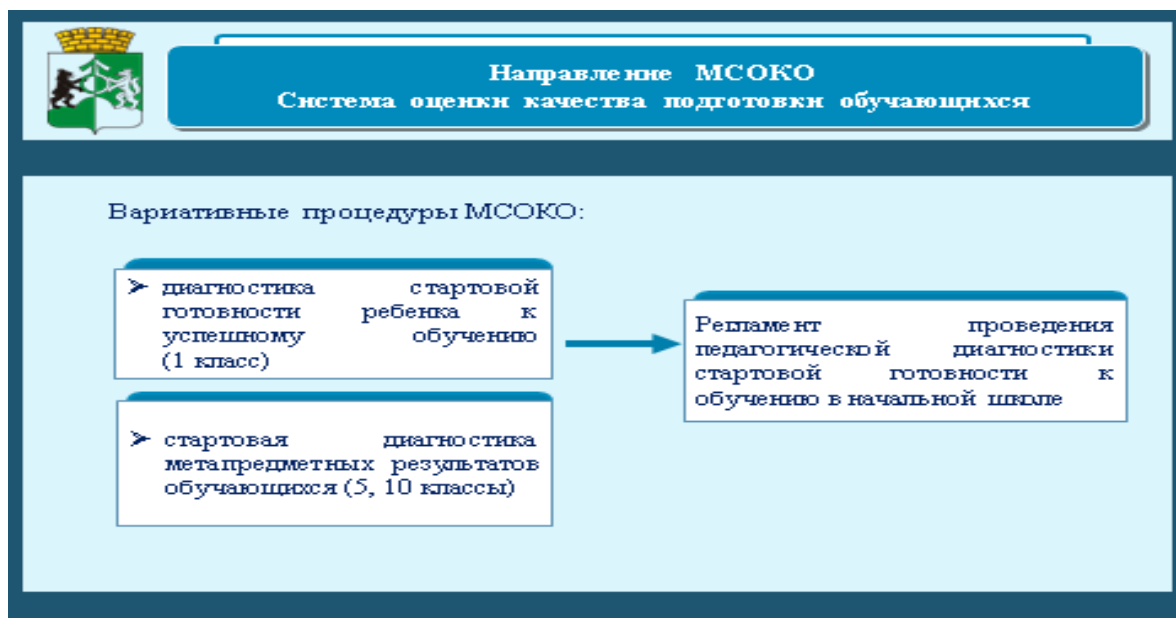 Направление МСОКО
Система оценки качества подготовки обучающихся
Вариативные процедуры МСОКО:
➢ диагностика стартовой
готовности ребенка к
успешному обучению
(1 класс)
➢ стартовая диагностика
метапредметных результатов
обучающихся (5, 10 классы)
Регламент проведения
педагогической диагностики
стартовой готовности к
обучению в начальной школе